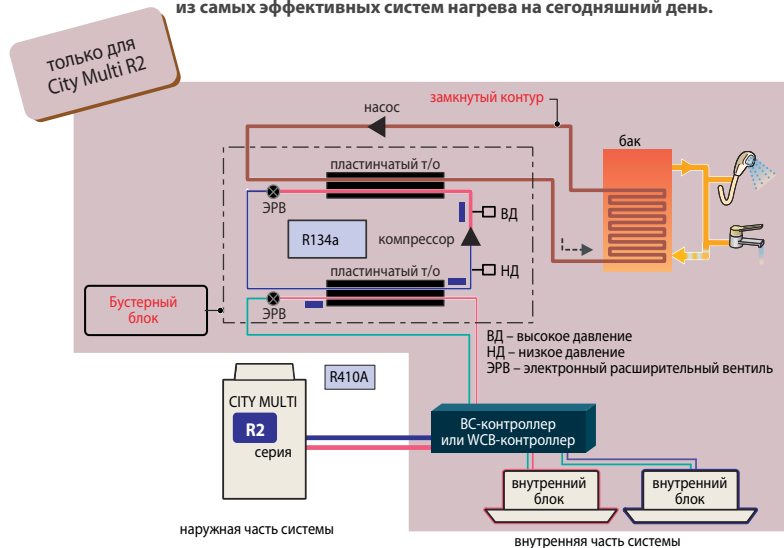 из самых эффективных систем нагрева на сегодняшний день.
только для
City Multi R2
насос
замкнутый контур
бак
пластинчатый т/о
ЭРВ
ВД
R134a
компрессор
пластинчатый т/о
НД
Бустерный
блок
ЭРВ
ВД – высокое давление
НД – низкое давление
ЭРВ – электронный расширительный вентиль
R410A
CITY MULTI
R2
серия
BC-контроллер
или WCB-контроллер
внутренний
блок
внутренний
блок
наружная часть системы
внутренняя часть системы